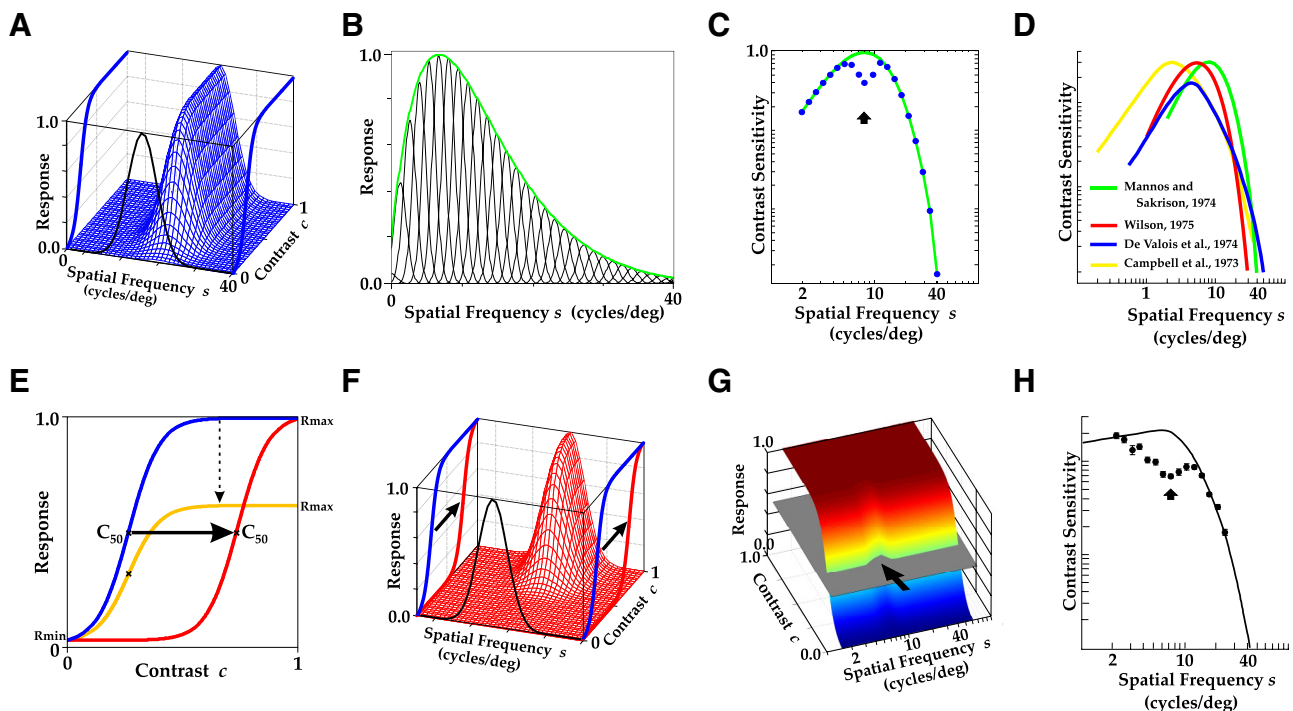 A
1.0
Response
0.0
0
Spatial Frequency s
(cycles/deg)
40
0
Contrast c
1
B
1.0
Response
0.0
0
40
Spatial Frequency s (cycles/deg)
C
1.0
Contrast Sensitivity
2
10
40
Spatial Frequency s
(cycles/deg)
D
Contrast Sensitivity
Mannos and
Sakrison, 1974
Wilson, 1975
De Valois et al., 1974
Campbell et al., 1973
1
10
40
Spatial Frequency s
(cycles/deg)
E
1.0
Response
Rmax
C50
C50
Rmax
Rmin
0
0
1
Contrast c
F
1.0
Response
0.0
Spatial Frequency s
(cycles/deg)
0
Contrast c
1
G
1.0
Response
0.0
1.0
Contrast c
0.0
2
10
40
Spatial Frequency s
(cycles/deg)
H
Contrast Sensitivity
2
10
40
Spatial Frequency s
(cycles/deg)